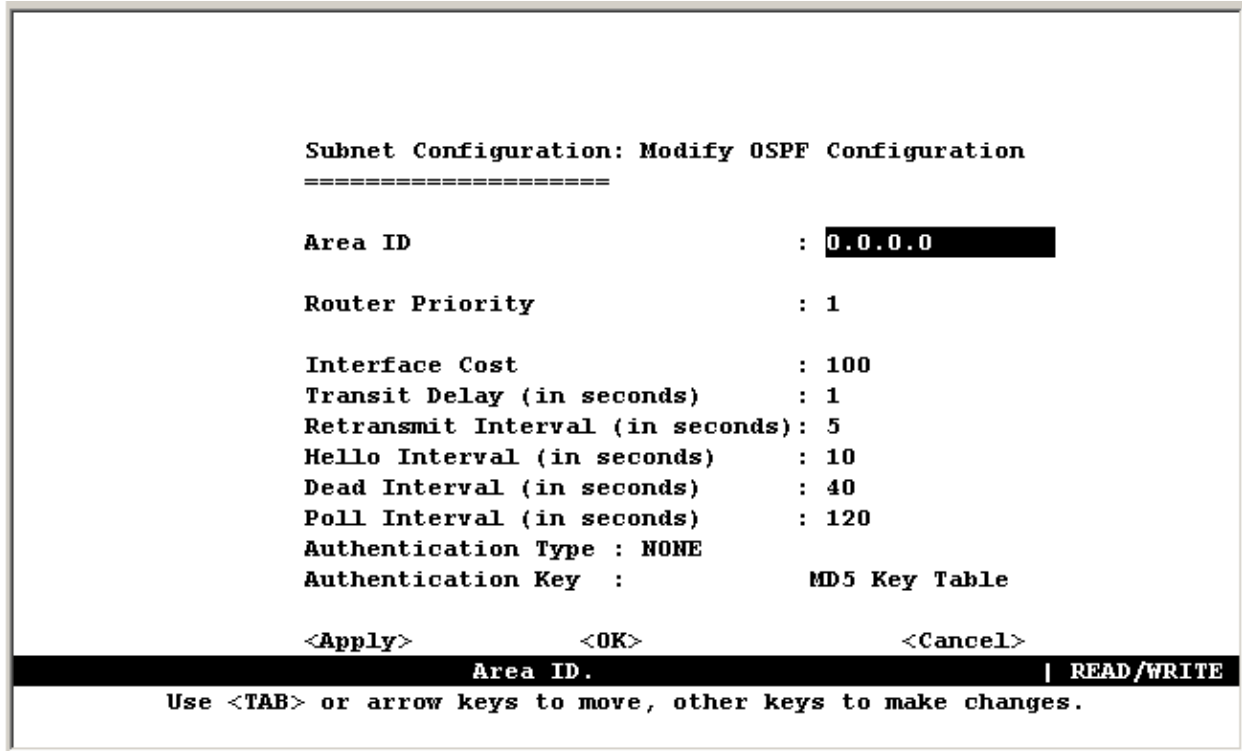 Subnet Configuration: Modify OSPF Configuration
====================
Area ID : 0.0.0.0
Router Priority : 1
Interface Cost : 100
Transit Delay (in seconds) : 1
Retransmit Interval (in seconds): 5
Hello Interval (in seconds) : 10
Dead Interval (in seconds) : 40
Poll Interval (in seconds) : 120
Authentication Type : NONE
Authentication Key : MD5 Key Table
<Apply> <OK> <Cancel>
Area ID. | READ/WRITE
Use <TAB> or arrow keys to move, other keys to make changes.